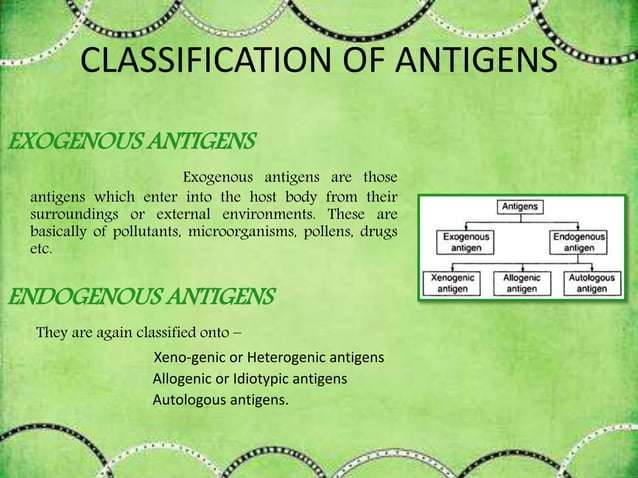 CLASSIFICATION OF ANTIGENS
EXOGENOUS ANTIGENS
Exogenous antigens are those
antigens which enter into the host body from their
surroundings or external environments. These are
basically of pollutants, microorganisms, pollens, drugs
etc.
ENDOGENOUS ANTIGENS
They are again classified onto –
Xeno-genic or Heterogenic antigens
Allogenic or Idiotypic antigens
Autologous antigens.
Antigens
Exogenous
antigen
Endogenous
antigen
Xenogenic
antigen
Allogenic
antigen
Autologous
antigen